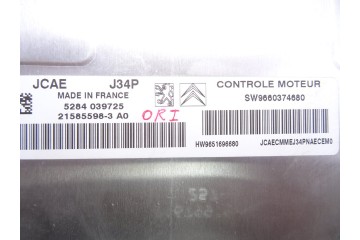 JCAE J34P
MADE IN FRANCE
5284 039725
21585598-3 A0
ORI
CONTROLE MOTEUR
SW9660374680
HW9651696680 JCAECMMEJ34PNAECEM0